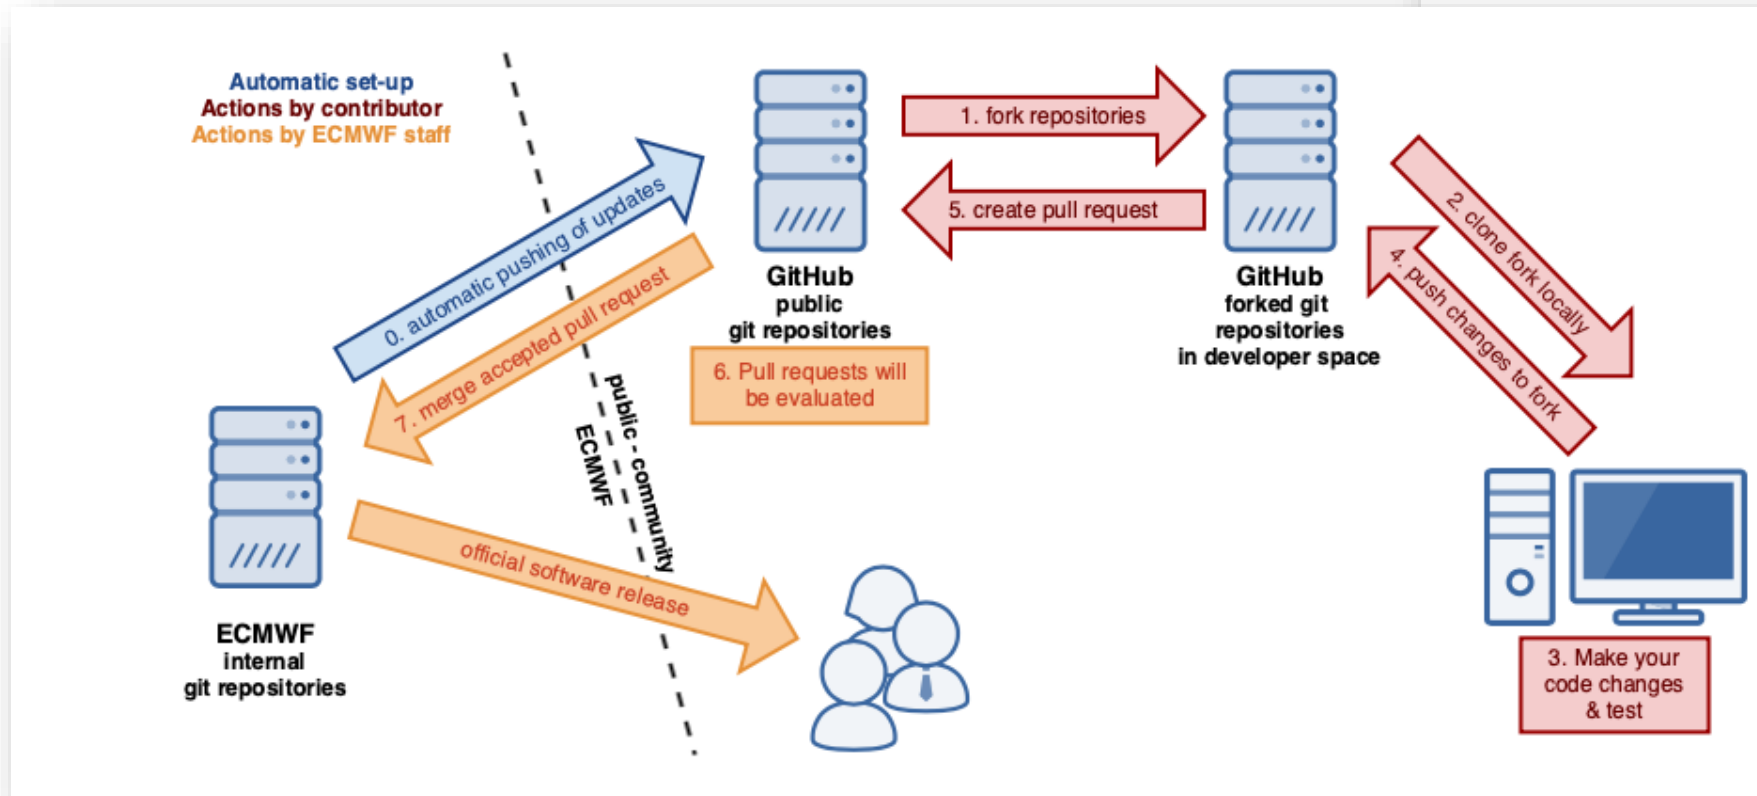 Automatic set-up
Actions by contributor
Actions by ECMWF staff
0. automatic pushing of updates
1. fork repositories
5. create pull request
2. clone fork locally
4. push changes to fork
GitHub
public
git repositories
GitHub
forked git
repositories
in developer space
6. Pull requests will
be evaluated
7. merge accepted pull request
public - community
ECMWF
official software release
ECMWF
internal
git repositories
3. Make your
code changes
& test